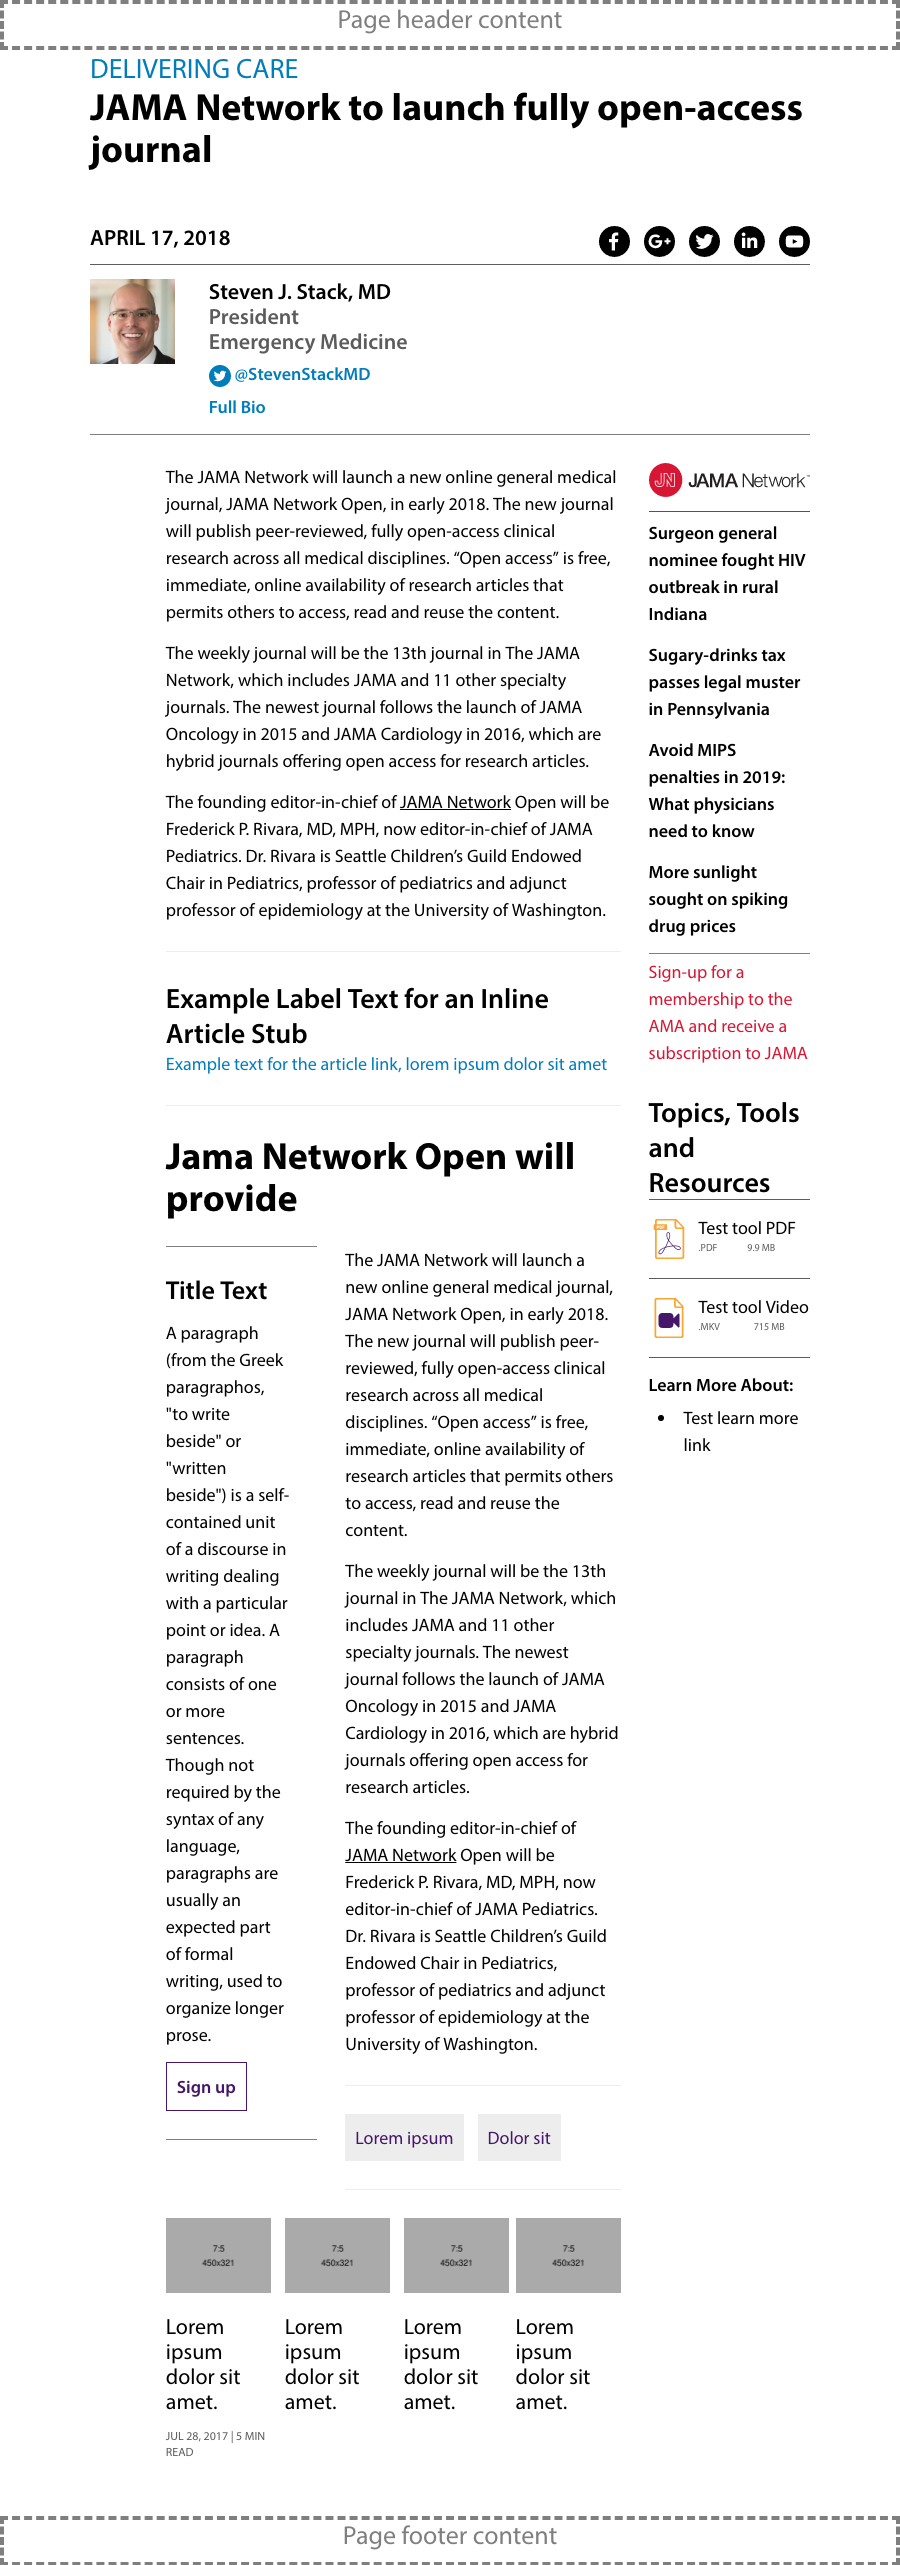 Page header content
DELIVERING CARE
JAMA Network to launch fully open-access
journal
APRIL 17, 2018
Steven J. Stack, MD
President
Emergency Medicine
@StevenStackMD
Full Bio
The JAMA Network will launch a new online general medical
journal, JAMA Network Open, in early 2018. The new journal
will publish peer-reviewed, fully open-access clinical
research across all medical disciplines. “Open access” is free,
immediate, online availability of research articles that
permits others to access, read and reuse the content.
The weekly journal will be the 13th journal in The JAMA
Network, which includes JAMA and 11 other specialty
journals. The newest journal follows the launch of JAMA
Oncology in 2015 and JAMA Cardiology in 2016, which are
hybrid journals offering open access for research articles.
The founding editor-in-chief of JAMA Network Open will be
Frederick P. Rivara, MD, MPH, now editor-in-chief of JAMA
Pediatrics. Dr. Rivara is Seattle Children’s Guild Endowed
Chair in Pediatrics, professor of pediatrics and adjunct
professor of epidemiology at the University of Washington.
Example Label Text for an Inline
Article Stub
Example text for the article link, lorem ipsum dolor sit amet
Jama Network Open will
provide
Title Text
A paragraph
(from the Greek
paragraphos,
"to write
beside" or
"written
beside") is a self-
contained unit
of a discourse in
writing dealing
with a particular
point or idea. A
paragraph
consists of one
or more
sentences.
Though not
required by the
syntax of any
language,
paragraphs are
usually an
expected part
of formal
writing, used to
organize longer
prose.
Sign up
The JAMA Network will launch a
new online general medical journal,
JAMA Network Open, in early 2018.
The new journal will publish peer-
reviewed, fully open-access clinical
research across all medical
disciplines. “Open access” is free,
immediate, online availability of
research articles that permits others
to access, read and reuse the
content.
The weekly journal will be the 13th
journal in The JAMA Network, which
includes JAMA and 11 other
specialty journals. The newest
journal follows the launch of JAMA
Oncology in 2015 and JAMA
Cardiology in 2016, which are hybrid
journals offering open access for
research articles.
The founding editor-in-chief of
JAMA Network Open will be
Frederick P. Rivara, MD, MPH, now
editor-in-chief of JAMA Pediatrics.
Dr. Rivara is Seattle Children’s Guild
Endowed Chair in Pediatrics,
professor of pediatrics and adjunct
professor of epidemiology at the
University of Washington.
Lorem ipsum
Dolor sit
7:5
450x321
7:5
450x321
7:5
450x321
7:5
450x321
Lorem
ipsum
dolor sit
amet.
JUL 28, 2017 | 5 MIN
READ
Lorem
ipsum
dolor sit
amet.
Lorem
ipsum
dolor sit
amet.
Lorem
ipsum
dolor sit
amet.
JN JAMA Network™
Surgeon general
nominee fought HIV
outbreak in rural
Indiana
Sugary-drinks tax
passes legal muster
in Pennsylvania
Avoid MIPS
penalties in 2019:
What physicians
need to know
More sunlight
sought on spiking
drug prices
Sign-up for a
membership to the
AMA and receive a
subscription to JAMA
Topics, Tools
and
Resources
Test tool PDF
.PDF 9.9 MB
Test tool Video
.MKV 715 MB
Learn More About:
Test learn more
link
Page footer content